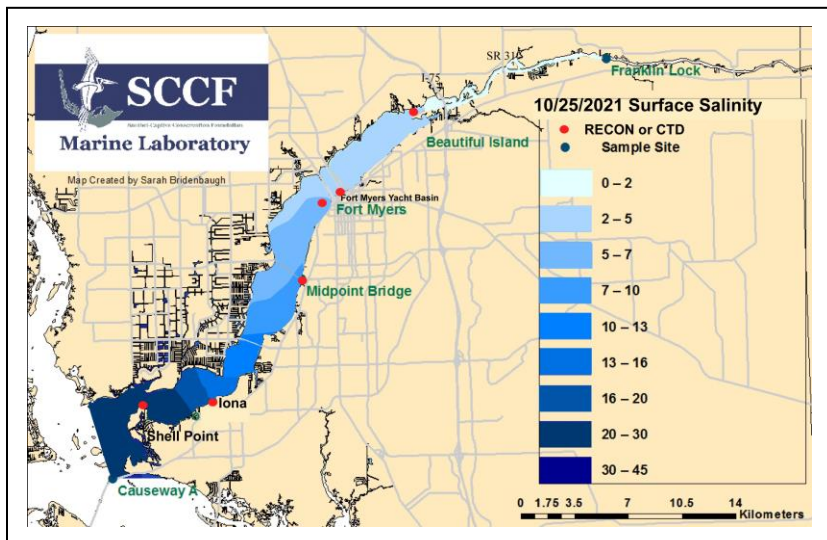 SCCF
Sanibel-Captiva Conservation Foundation
Marine Laboratory
Map Created by Sarah Bridenbaugh
SR 31
I-75
Franklin Lock
Beautiful Island
Fort Myers Yacht Basin
Fort Myers
Midpoint Bridge
Iona
Shell Point
Causeway A
10/25/2021 Surface Salinity
RECON or CTD
Sample Site
0 – 2
2 – 5
5 – 7
7 – 10
10 – 13
13 – 16
16 – 20
20 – 30
30 – 45
0 1.75 3.5 7 10.5 14
Kilometers